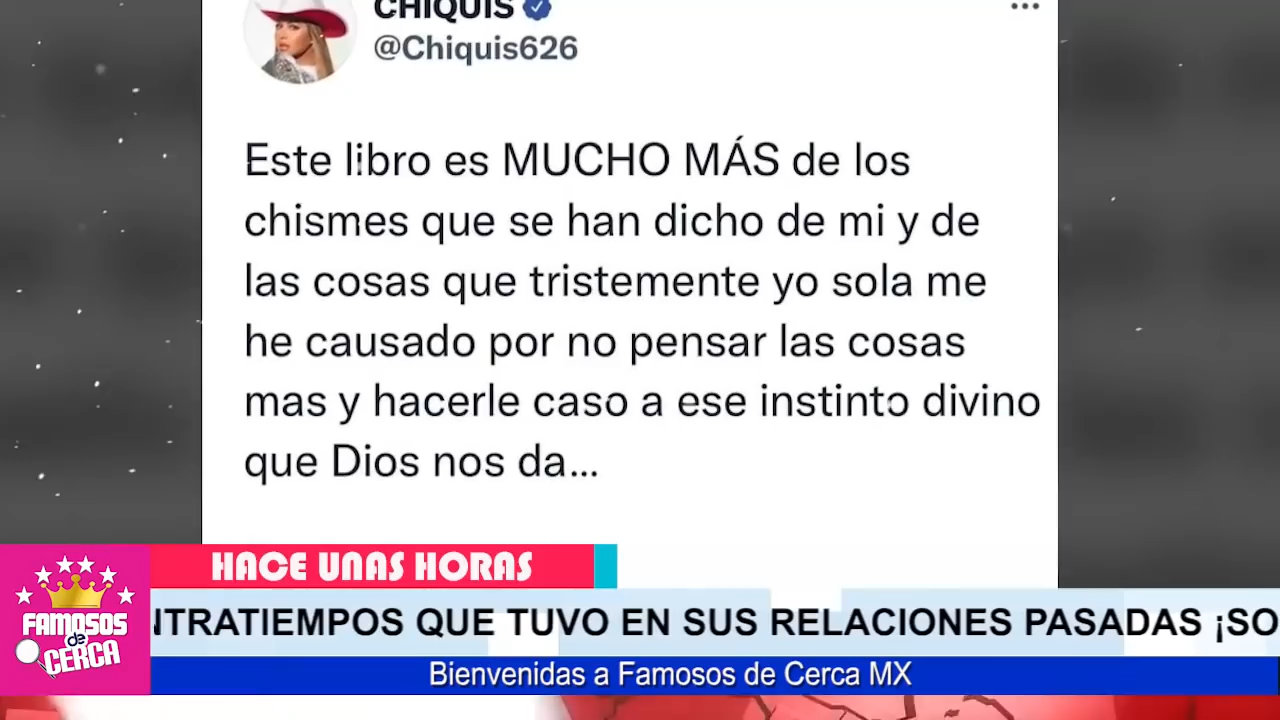 CHIQUIS
@Chiquis626
Este libro es MUCHO MÁS de los
chismes que se han dicho de mi y de
las cosas que tristemente yo sola me
he causado por no pensar las cosas
mas y hacerle caso a ese instinto divino
que Dios nos da...
HACE UNAS HORAS
FAMOSOS
de
CERCA
NTRATIEMPOS QUE TUVO EN SUS RELACIONES PASADAS ¡SO
Bienvenidas a Famosos de Cerca MX